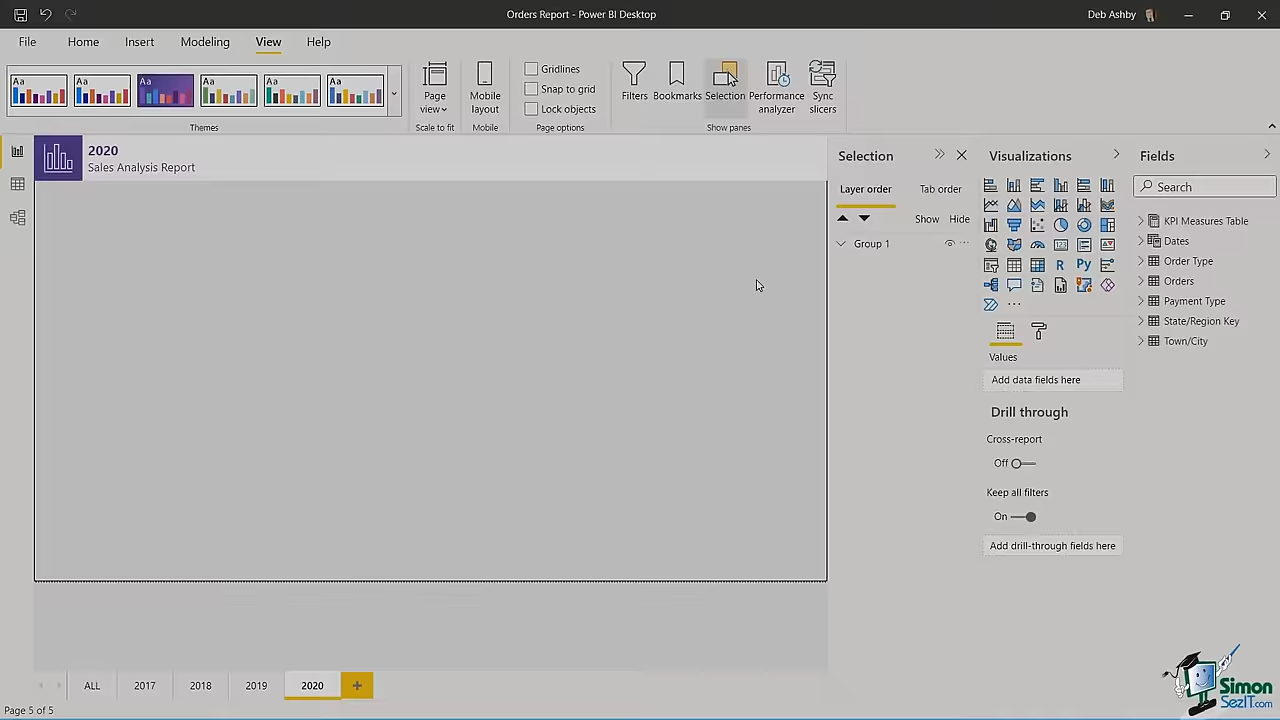 Orders Report - Power BI Desktop
Deb Ashby
File
Home
Insert
Modeling
View
Help
Aa
Aa
Aa
Aa
Aa
Aa
Themes
Page
view
Scale to fit
Mobile
layout
Mobile
Gridlines
Snap to grid
Lock objects
Page options
Filters
Bookmarks
Selection
Performance
analyzer
Sync
slicers
Show panes
2020
Sales Analysis Report
Selection
Layer order
Tab order
Show
Hide
Group 1
Visualizations
123
R
Py
Values
Add data fields here
Drill through
Cross-report
Off
Keep all filters
On
Add drill-through fields here
Fields
Search
KPI Measures Table
Dates
Order Type
Orders
Payment Type
State/Region Key
Town/City
ALL
2017
2018
2019
2020
Page 5 of 5
Simon
SezIT.com